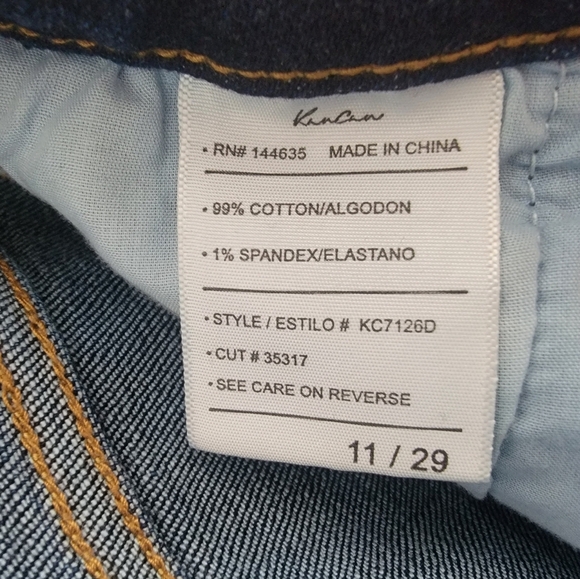 KanCan
• RN# 144635 MADE IN CHINA
• 99% COTTON/ALGODON
• 1% SPANDEX/ELASTANO
• STYLE / ESTILO # KC7126D
• CUT # 35317
• SEE CARE ON REVERSE
11 / 29